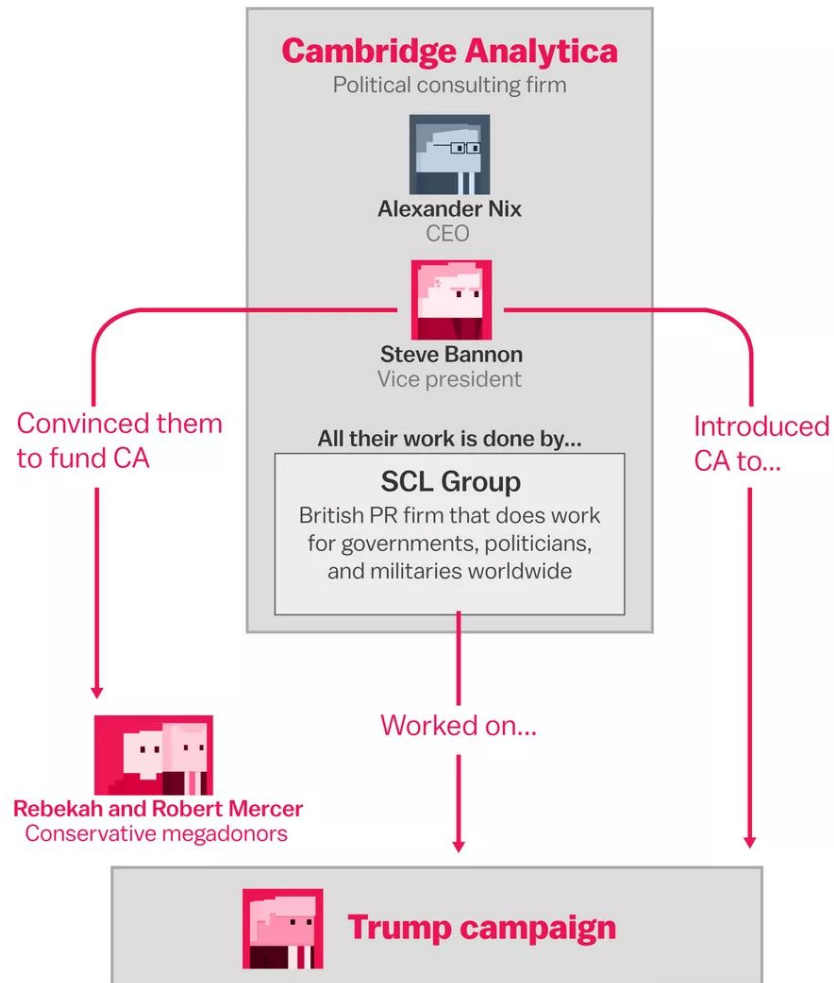 Cambridge Analytica
Political consulting firm
Alexander Nix
CEO
Steve Bannon
Vice president
Convinced them
to fund CA
Introduced
CA to...
All their work is done by...
SCL Group
British PR firm that does work
for governments, politicians,
and militaries worldwide
Worked on...
Rebekah and Robert Mercer
Conservative megadonors
Trump campaign